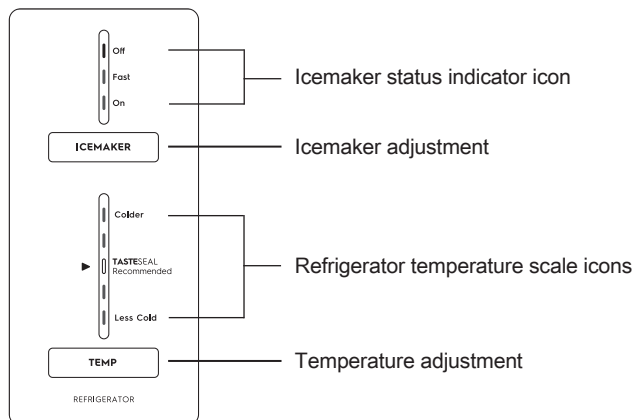 Off
Fast
On
Icemaker status indicator icon
ICEMAKER
Icemaker adjustment
Colder
TASTESEAL
Recommended
Refrigerator temperature scale icons
Less Cold
TEMP
Temperature adjustment
REFRIGERATOR